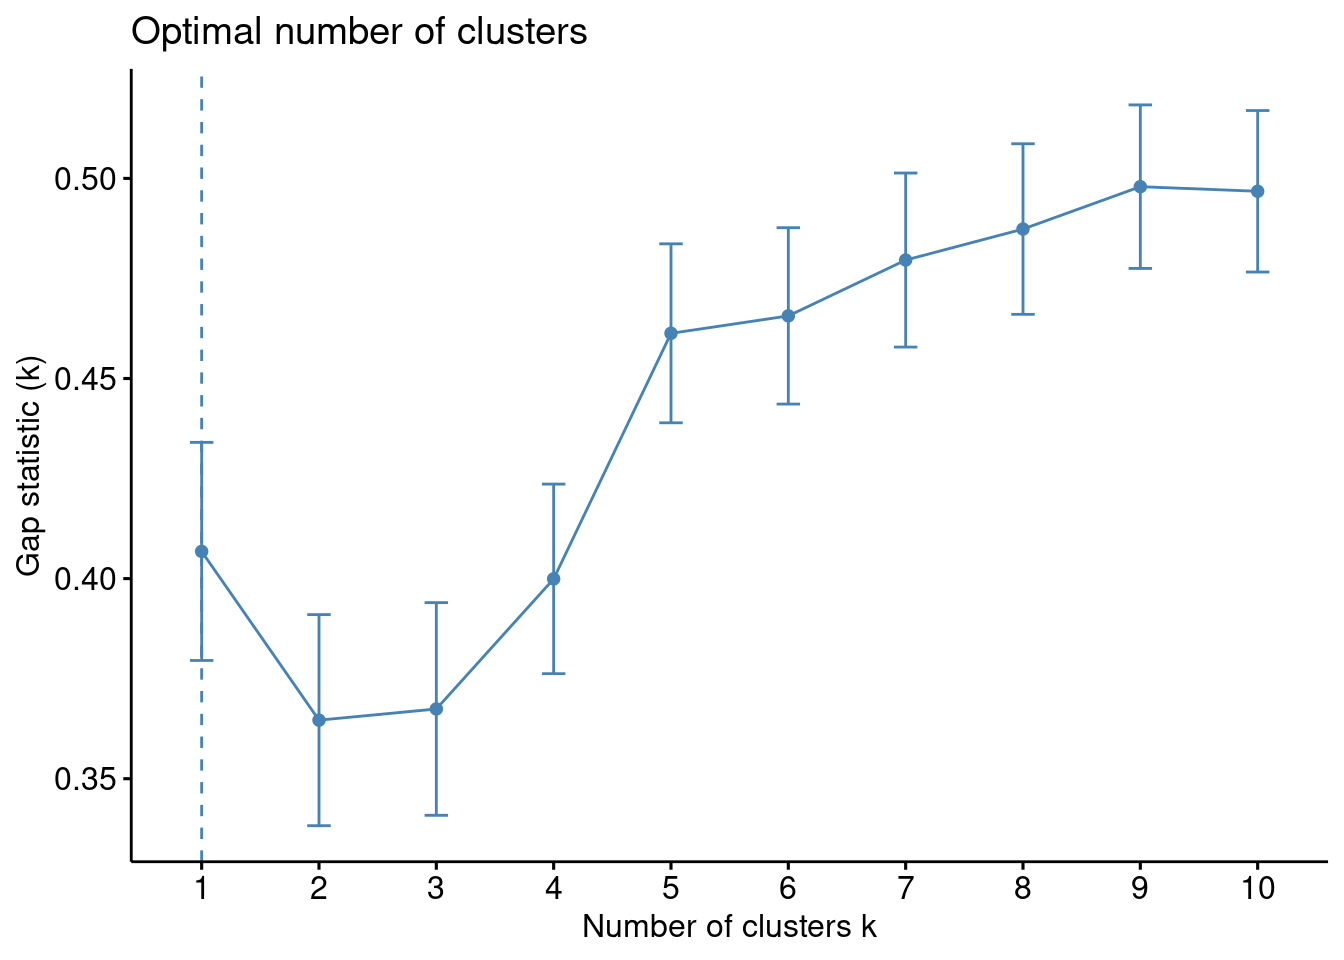 Optimal number of clusters
Gap statistic (k)
0.50
0.45
0.40
0.35
1 2 3 4 5 6 7 8 9 10
Number of clusters k